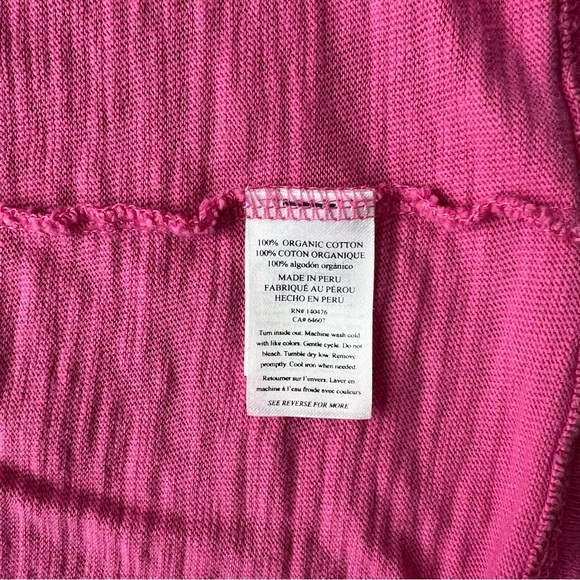 100% ORGANIC COTTON
100% COTON ORGANIQUE
100% algodón orgánico
MADE IN PERU
FABRIQUÉ AU PÉROU
HECHO EN PERÚ
RN# 140476
CA# 64607
Turn inside out. Machine wash cold
with like colors. Gentle cycle. Do not
bleach. Tumble dry low. Remove
promptly. Cool iron when needed.
Retourner sur l'envers. Laver en
machine à l'eau froide avec couleurs
SEE REVERSE FOR MORE